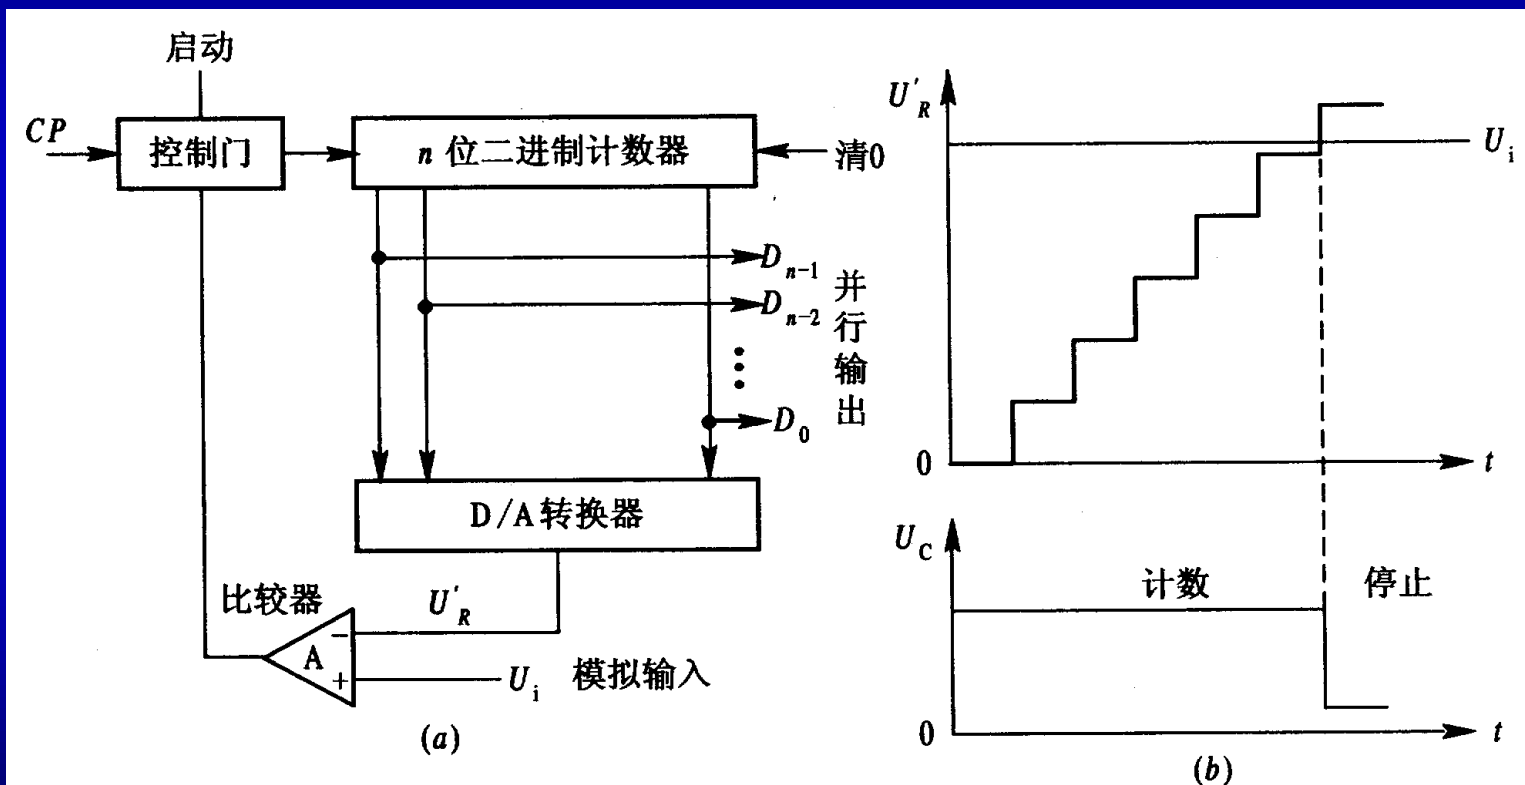 启动
CP
控制门
n 位二进制计数器
清0
D_{n-1}
D_{n-2}
D_0
并行输出
D/A转换器
比较器
U'_R
A
−
+
U_i 模拟输入
(a)
U'_R
U_i
0
t
U_C
计数
停止
0
t
(b)